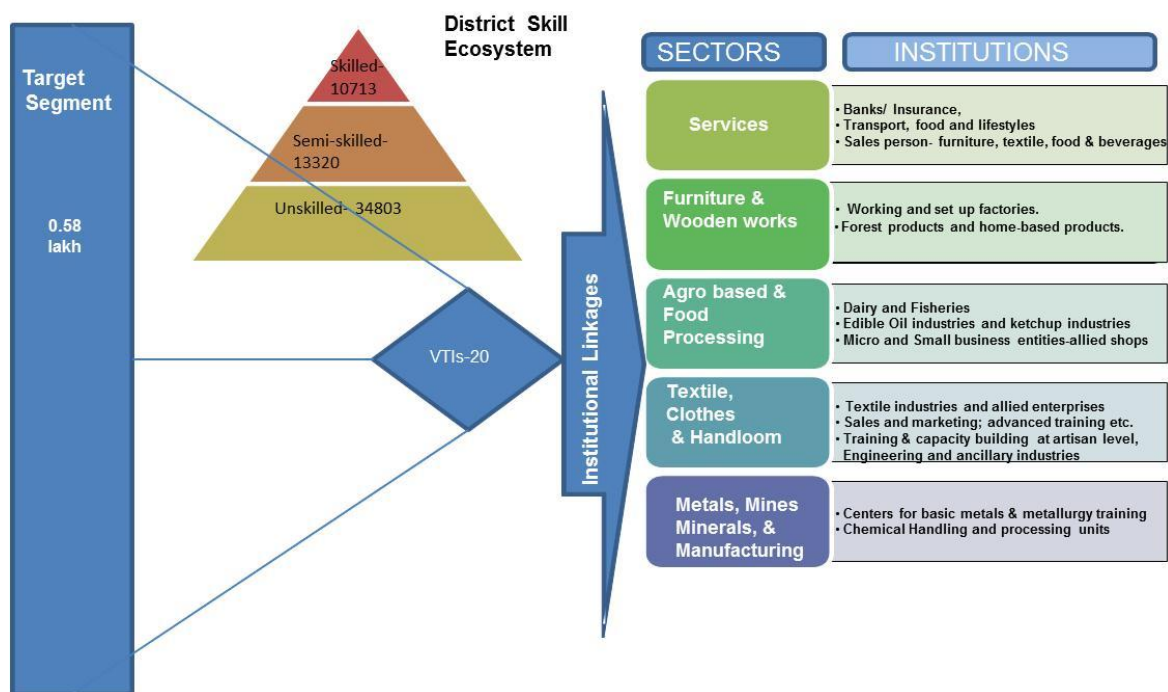 District Skill
Ecosystem
Target
Segment
0.58
lakh
Skilled-
10713
Semi-skilled-
13320
Unskilled- 34803
VTIs-20
Institutional Linkages
SECTORS
INSTITUTIONS
Services
• Banks/ Insurance,
• Transport, food and lifestyles
• Sales person- furniture, textile, food & beverages
Furniture &
Wooden works
• Working and set up factories.
• Forest products and home-based products.
Agro based &
Food
Processing
• Dairy and Fisheries
• Edible Oil industries and ketchup industries
• Micro and Small business entities-allied shops
Textile,
Clothes
& Handloom
• Textile industries and allied enterprises
• Sales and marketing; advanced training etc.
• Training & capacity building at artisan level,
Engineering and ancillary industries
Metals, Mines
Minerals, &
Manufacturing
• Centers for basic metals & metallurgy training
• Chemical Handling and processing units